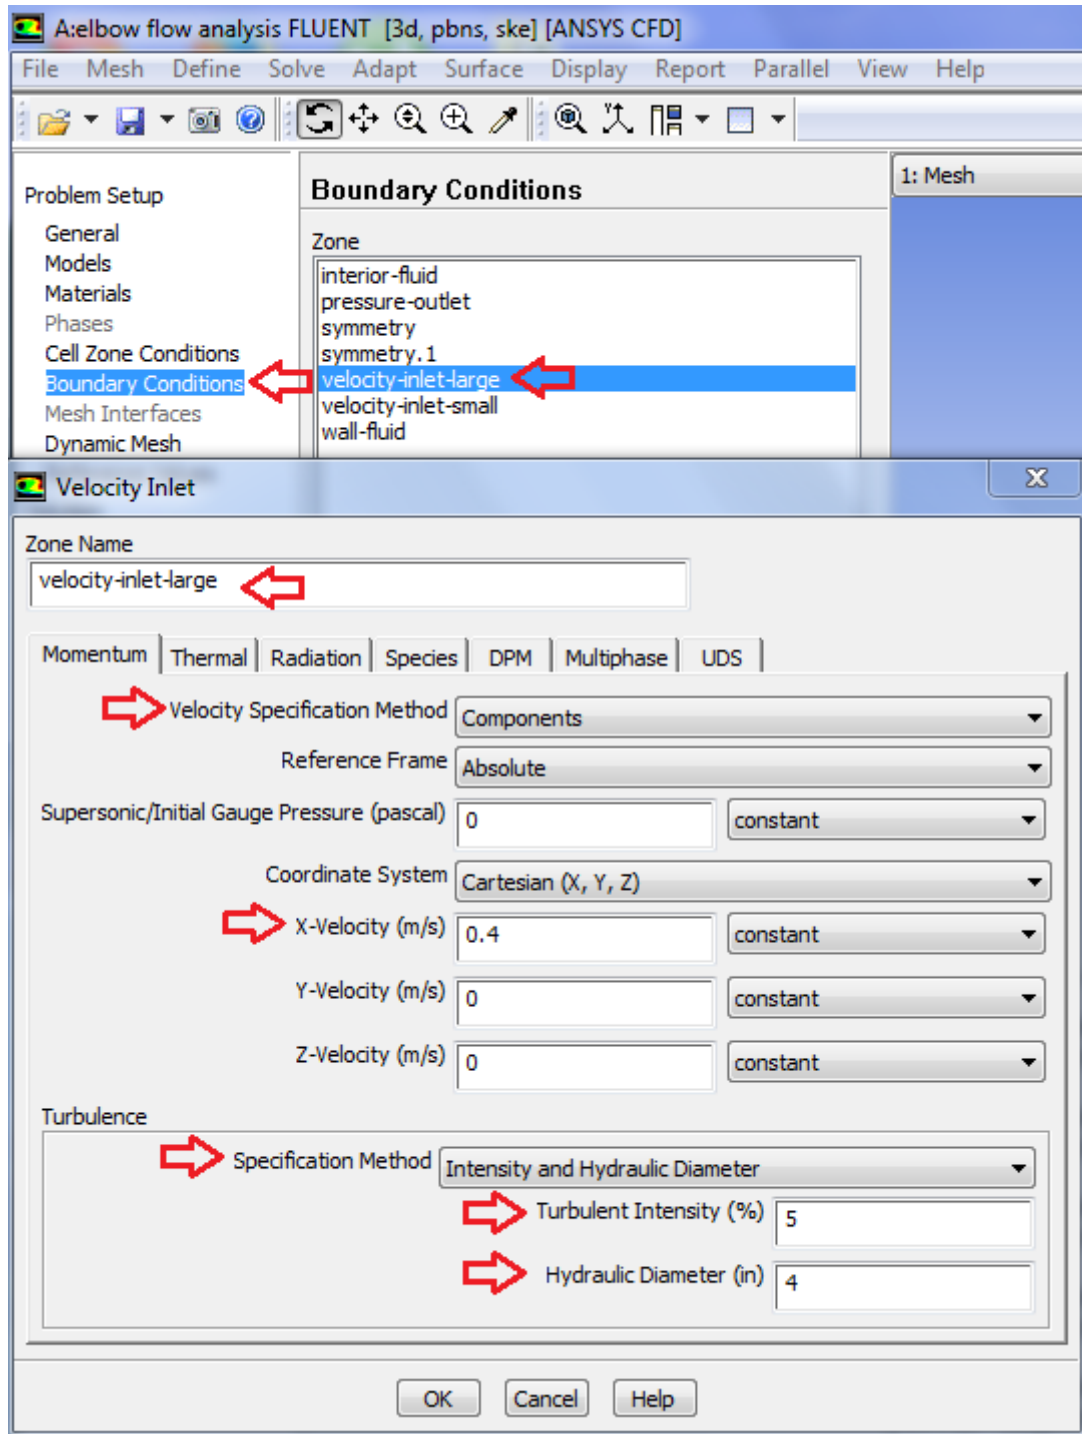 A:elbow flow analysis FLUENT [3d, pbns, ske] [ANSYS CFD]
File Mesh Define Solve Adapt Surface Display Report Parallel View Help
Problem Setup
General
Models
Materials
Phases
Cell Zone Conditions
Boundary Conditions
Mesh Interfaces
Dynamic Mesh
Boundary Conditions
Zone
interior-fluid
pressure-outlet
symmetry
symmetry.1
velocity-inlet-large
velocity-inlet-small
wall-fluid
1: Mesh
Velocity Inlet
Zone Name
velocity-inlet-large
Momentum Thermal Radiation Species DPM Multiphase UDS
Velocity Specification Method Components
Reference Frame Absolute
Supersonic/Initial Gauge Pressure (pascal) 0 constant
Coordinate System Cartesian (X, Y, Z)
X-Velocity (m/s) 0.4 constant
Y-Velocity (m/s) 0 constant
Z-Velocity (m/s) 0 constant
Turbulence
Specification Method Intensity and Hydraulic Diameter
Turbulent Intensity (%) 5
Hydraulic Diameter (in) 4
OK Cancel Help